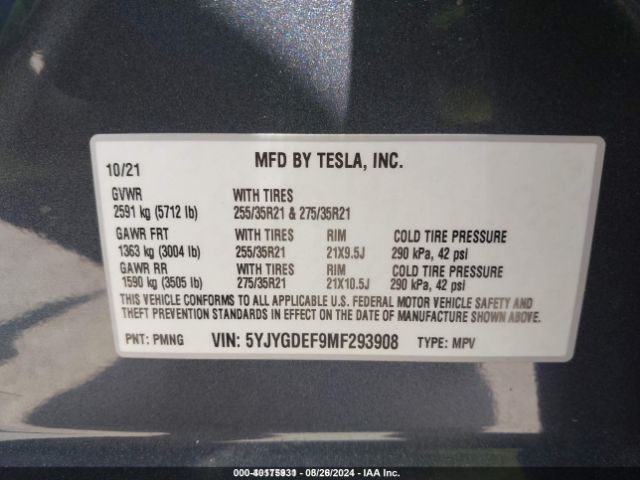 10/21 MFD BY TESLA, INC.
GVWR WITH TIRES
2591 kg (5712 lb) 255/35R21 & 275/35R21
GAWR FRT WITH TIRES RIM COLD TIRE PRESSURE
1363 kg (3004 lb) 255/35R21 21X9.5J 290 kPa, 42 psi
GAWR RR WITH TIRES RIM COLD TIRE PRESSURE
1590 kg (3505 lb) 275/35R21 21X10.5J 290 kPa, 42 psi
THIS VEHICLE CONFORMS TO ALL APPLICABLE U.S. FEDERAL MOTOR VEHICLE SAFETY AND
THEFT PREVENTION STANDARDS IN EFFECT ON THE DATE OF MANUFACTURE SHOWN ABOVE.
PNT: PMNG VIN: 5YJYGDEF9MF293908 TYPE: MPV
08/26/2024 - IAA Inc.